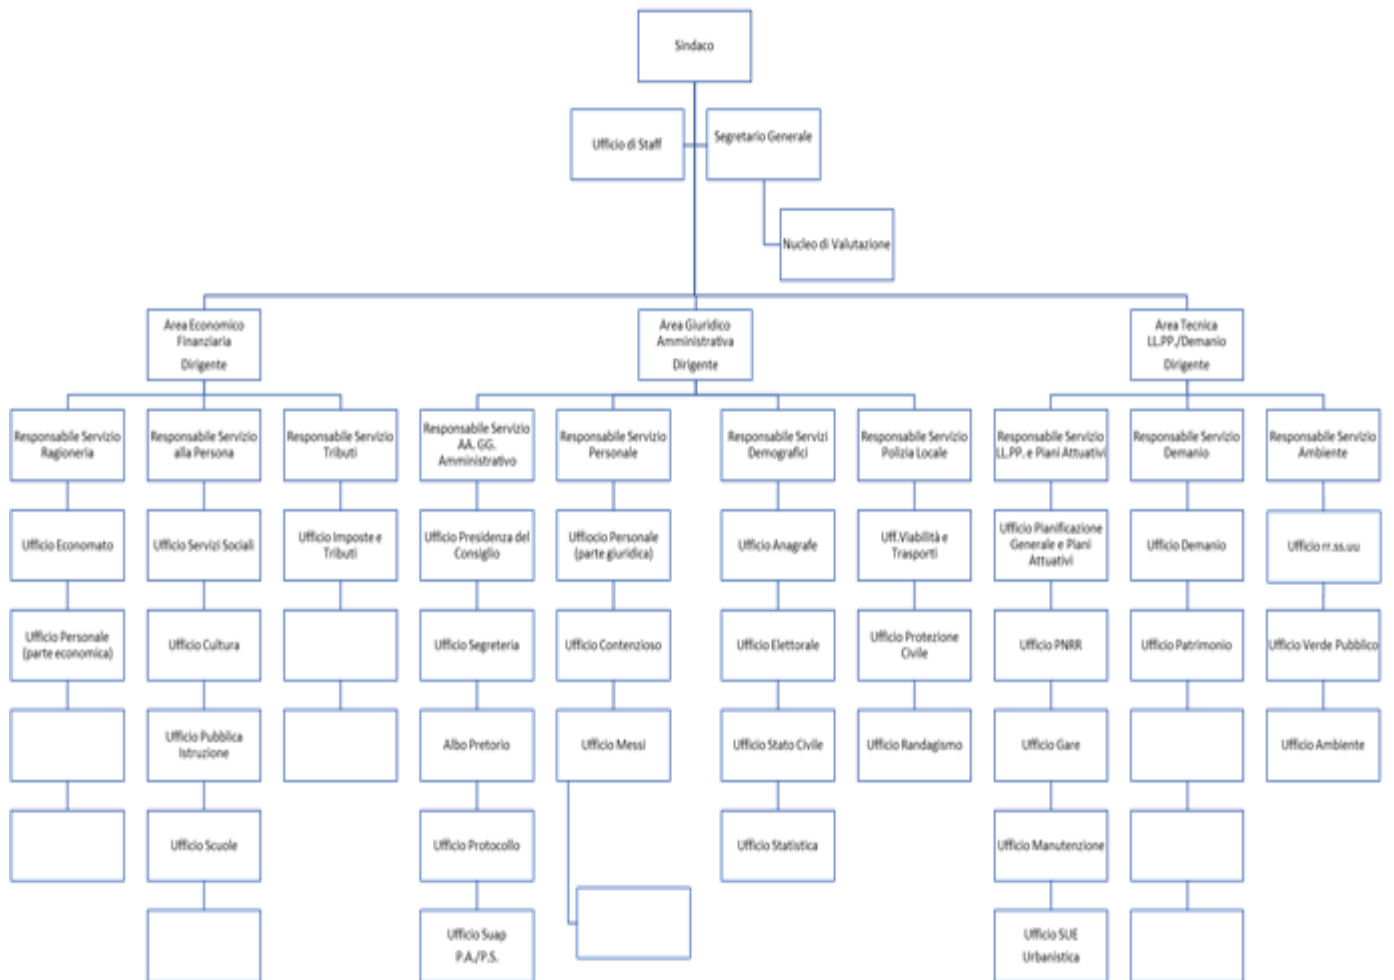 Sindaco
Ufficio di Staff
Segretario Generale
Nucleo di Valutazione
Area Economico
Finanziaria
Dirigente
Area Giuridico
Amministrativa
Dirigente
Area Tecnica
LL.PP./Demanio
Dirigente
Responsabile Servizio
Ragioneria
Responsabile Servizio
alla Persona
Responsabile Servizio
Tributi
Responsabile Servizio
AA. GG.
Amministrativo
Responsabile Servizio
Personale
Responsabile Servizi
Demografici
Responsabile Servizio
Polizia Locale
Responsabile Servizio
LL.PP. e Piani Attuativi
Responsabile Servizio
Demanio
Responsabile Servizio
Ambiente
Ufficio Economato
Ufficio Servizi Sociali
Ufficio Imposte e
Tributi
Ufficio Presidenza del
Consiglio
Uffiocio Personale
(parte giuridica)
Ufficio Anagrafe
Uff.Viabilità e
Trasporti
Ufficio Pianificazione
Generale e Piani
Attuativi
Ufficio Demanio
Ufficio rr.ss.uu
Ufficio Personale
(parte economica)
Ufficio Cultura
Ufficio Segreteria
Ufficio Contenzioso
Ufficio Elettorale
Ufficio Protezione
Civile
Ufficio PNRR
Ufficio Patrimonio
Ufficio Verde Pubblico
Ufficio Pubblica
Istruzione
Albo Pretorio
Ufficio Messi
Ufficio Stato Civile
Ufficio Randagismo
Ufficio Gare
Ufficio Ambiente
Ufficio Scuole
Ufficio Protocollo
Ufficio Statistica
Ufficio Manutenzione
Ufficio Suap
P.A./P.S.
Ufficio SUE
Urbanistica